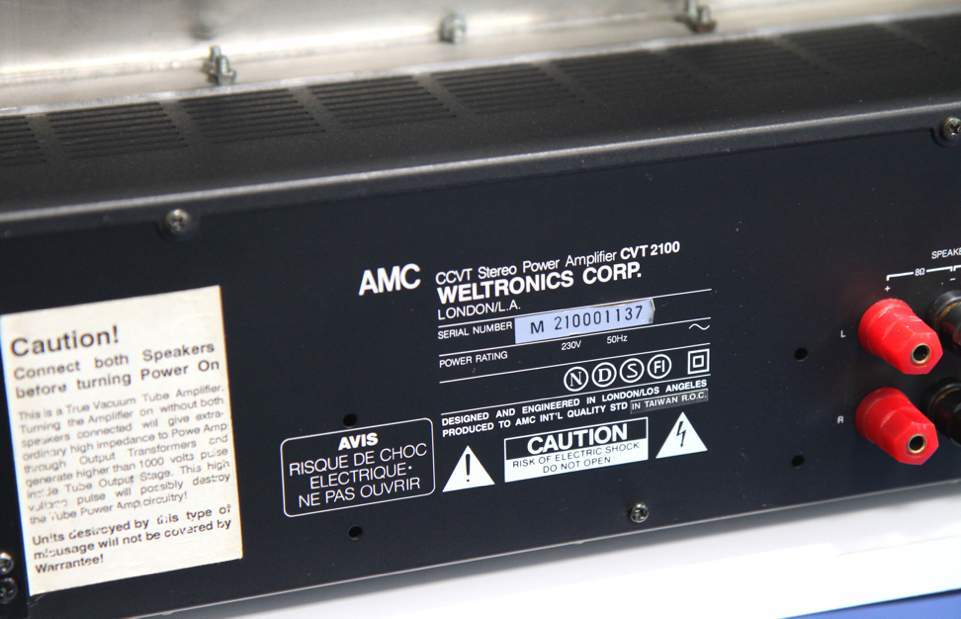 AMC
CCVT Stereo Power Amplifier CVT 2100
WELTRONICS CORP.
LONDON/L.A.
SERIAL NUMBER M 210001137
POWER RATING 230V 50Hz
N D S FI
DESIGNED AND ENGINEERED IN LONDON/LOS ANGELES
PRODUCED TO AMC INT'L QUALITY STD IN TAIWAN R.O.C.
AVIS
RISQUE DE CHOC
ELECTRIQUE·
NE PAS OUVRIR
CAUTION
RISK OF ELECTRIC SHOCK
DO NOT OPEN
Caution!
Connect both Speakers
before turning Power On
This is a True Vacuum Tube Amplifier.
Turning the Amplifier on without both
speakers connected will give extra-
ordinary high impedance to Powe Amp
through Output Transformers and
generate higher than 1000 volts pulse
inside Tube Output Stage. This high
voltage pulse will possibly destroy
the Tube Power Amp.circuitry!
Units destroyed by this type of
misusage will not be covered by
Warrantee!
SPEAKE
8Ω
+ −
L
R